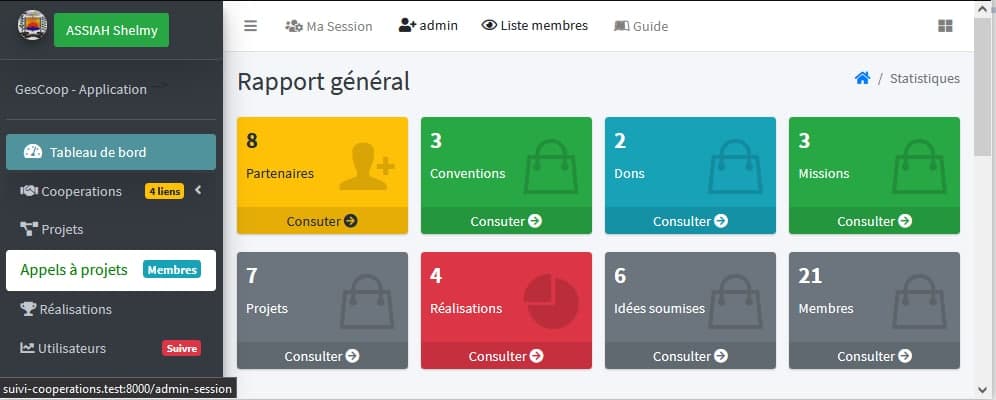 ASSIAH Shelmy
Ma Session
admin
Liste membres
Guide
GesCoop - Application -->
Rapport général
/ Statistiques
Tableau de bord
Cooperations 4 liens
Projets
Appels à projets Membres
Réalisations
Utilisateurs Suivre
8
Partenaires
Consuter
3
Conventions
Consulter
2
Dons
Consulter
3
Missions
Consulter
7
Projets
Consulter
4
Réalisations
Consulter
6
Idées soumises
Consulter
21
Membres
Consulter
suivi-cooperations.test:8000/admin-session